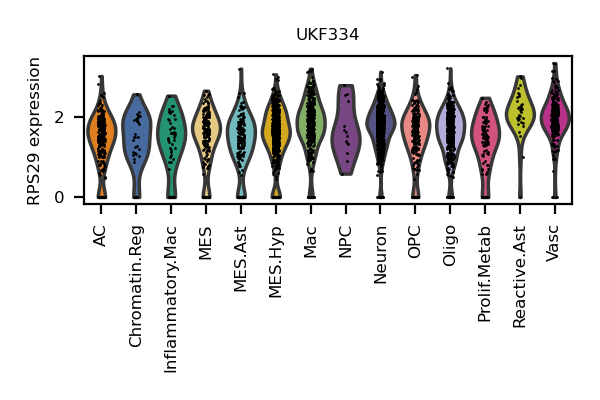 UKF334
RPS29 expression
2
0
AC
Chromatin.Reg
Inflammatory.Mac
MES
MES.Ast
MES.Hyp
Mac
NPC
Neuron
OPC
Oligo
Prolif.Metab
Reactive.Ast
Vasc